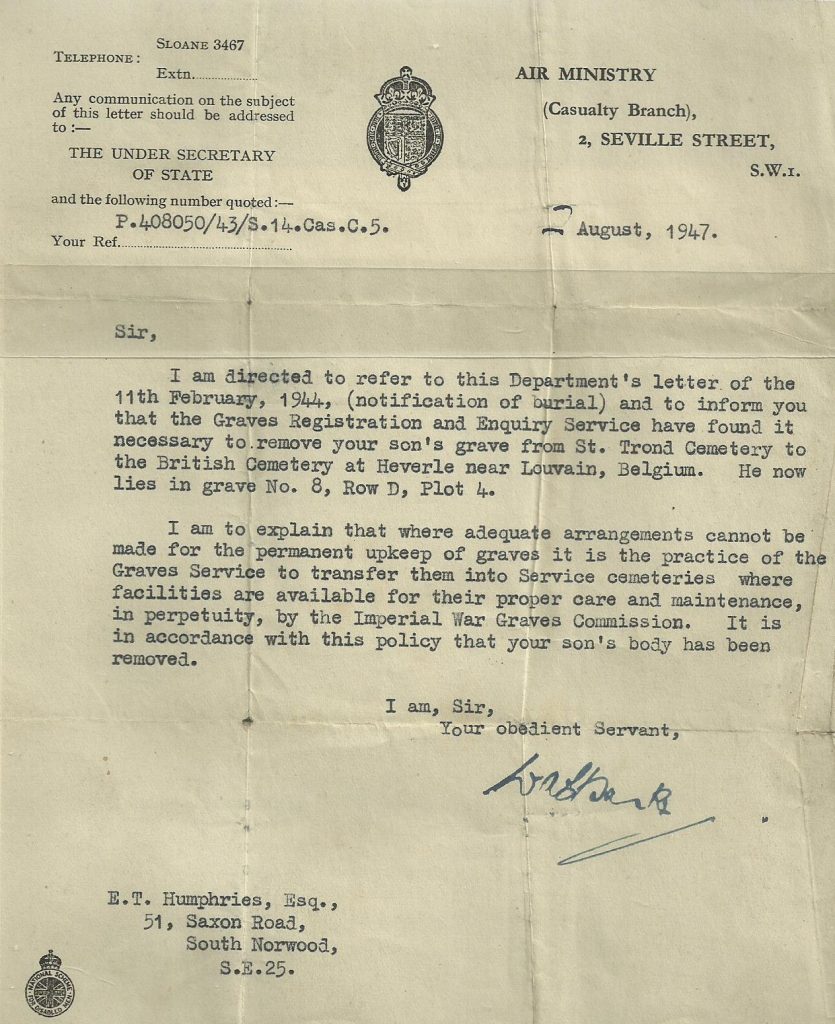 SLOANE 3467
TELEPHONE:
Extn....................
Any communication on the subject
of this letter should be addressed
to :—
THE UNDER SECRETARY
OF STATE
and the following number quoted:—
P.408050/43/S.14.Cas.C.5.
Your Ref.....................................................
AIR MINISTRY
(Casualty Branch),
2, SEVILLE STREET,
S.W.1.
August, 1947.
Sir,
I am directed to refer to this Department's letter of the
11th February, 1944, (notification of burial) and to inform you
that the Graves Registration and Enquiry Service have found it
necessary to remove your son's grave from St. Trond Cemetery to
the British Cemetery at Heverle near Louvain, Belgium. He now
lies in grave No. 8, Row D, Plot 4.
I am to explain that where adequate arrangements cannot be
made for the permanent upkeep of graves it is the practice of the
Graves Service to transfer them into Service cemeteries where
facilities are available for their proper care and maintenance,
in perpetuity, by the Imperial War Graves Commission. It is
in accordance with this policy that your son's body has been
removed.
I am, Sir,
Your obedient Servant,
E.T. Humphries, Esq.,
51, Saxon Road,
South Norwood,
S.E.25.
NATIONAL SCHEME
FOR DISABLED MEN